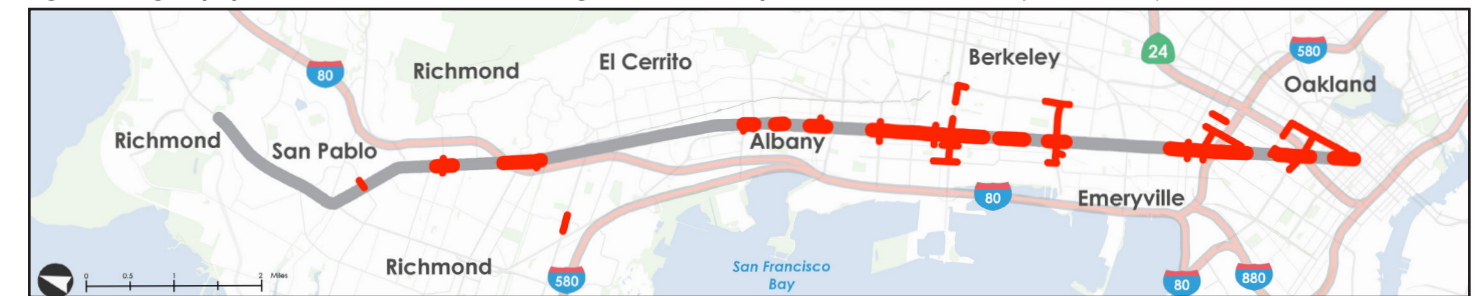 24
580
Berkeley
El Cerrito
80
Richmond
Oakland
Richmond
San Pablo
Albany
80
Emeryville
Richmond
San Francisco
Bay
580
80
880
0 0.5 1 2 Miles